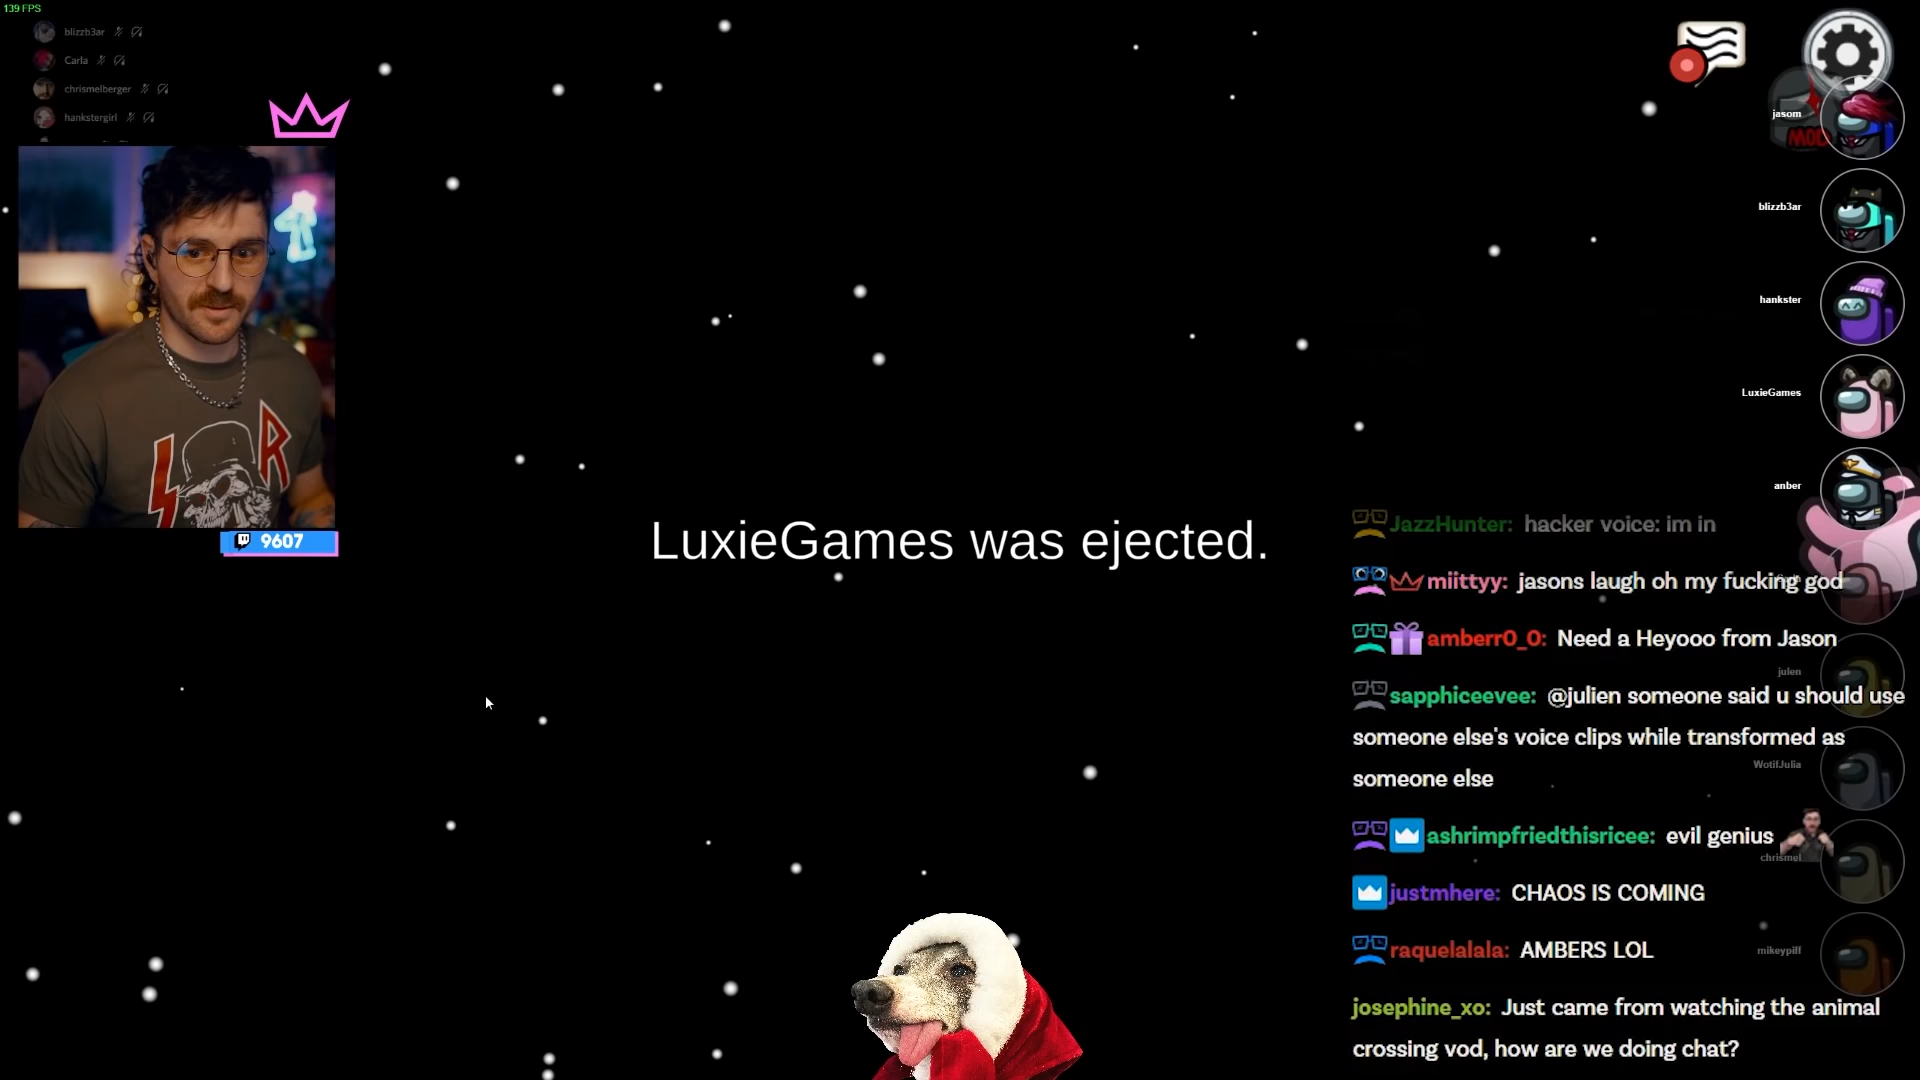 139 FPS
blizzb3ar
Carla
chrismelberger
hankstergirl
9607
LuxieGames was ejected.
jasom
MOD
blizzb3ar
hankster
LuxieGames
anber
JazzHunter: hacker voice: im in
miittyy: jasons laugh oh my fucking god
amberr0_0: Need a Heyooo from Jason
julen
sapphiceevee: @julien someone said u should use
someone else's voice clips while transformed as
WotifJulia
someone else
ashrimpfriedthisricee: evil genius
chrismel
justmhere: CHAOS IS COMING
raquelalala: AMBERS LOL
mikeypiff
josephine_xo: Just came from watching the animal
crossing vod, how are we doing chat?